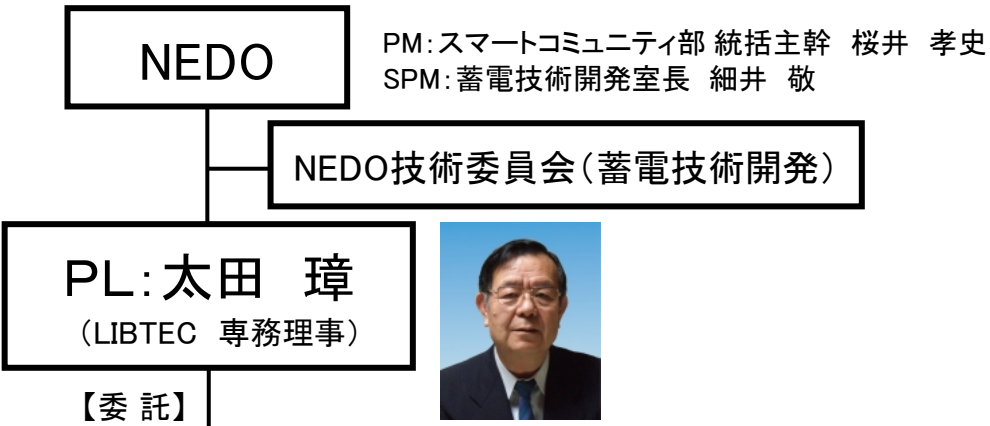 NEDO
PM：スマートコミュニティ部 統括主幹　桜井　孝史
SPM：蓄電技術開発室長　細井　敬
NEDO技術委員会（蓄電技術開発）
ＰＬ：太田　璋
（LIBTEC　専務理事）
【委 託】